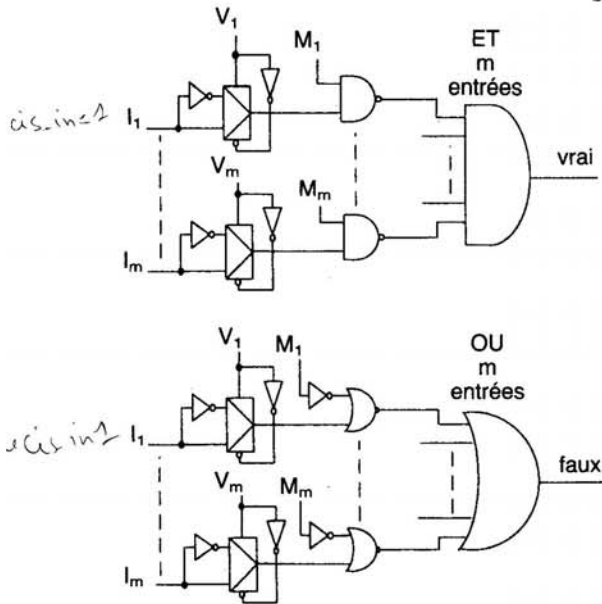 V1
M1
ET
m
entrées
cis_in=1
I1
vrai
Vm
Mm
Im
V1
M1
OU
m
entrées
I1
faux
Vm
Mm
Im